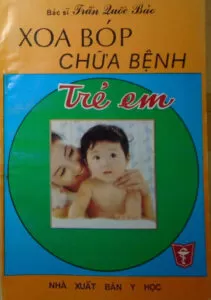 Bác sĩ Trần Quốc Bảo
XOA BÓP
CHỮA BỆNH
Trẻ em
NHÀ XUẤT BẢN Y HỌC